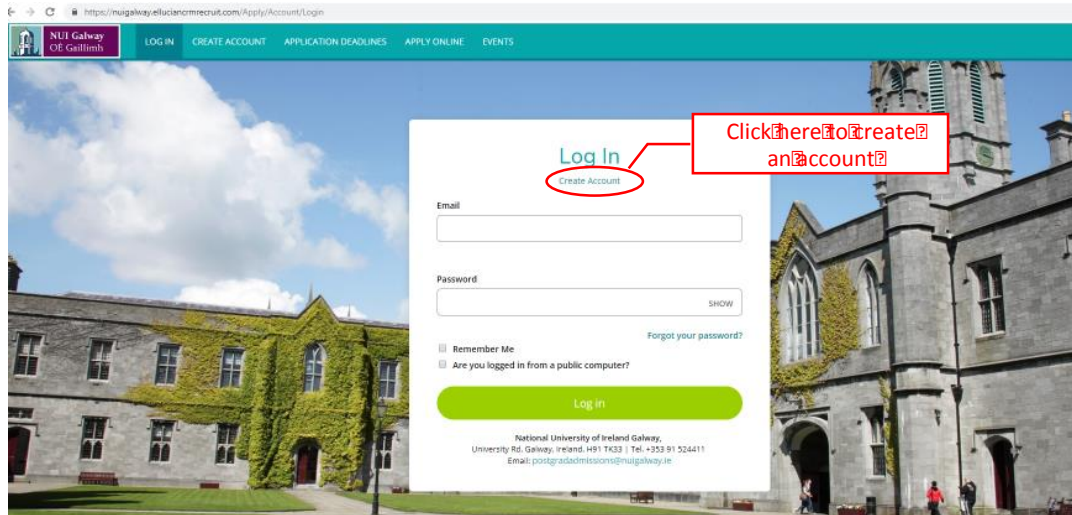 https://nuigalway.elluciancrmrecruit.com/Apply/Account/Login
NUI Galway
OÉ Gaillimh
LOG IN CREATE ACCOUNT APPLICATION DEADLINES APPLY ONLINE EVENTS
Click here to create
an account
Log In
Create Account
Email
Password
SHOW
Forgot your password?
Remember Me
Are you logged in from a public computer?
Log in
National University of Ireland Galway,
University Rd, Galway, Ireland. H91 TK33 | Tel. +353 91 524411
Email: postgradadmissions@nuigalway.ie